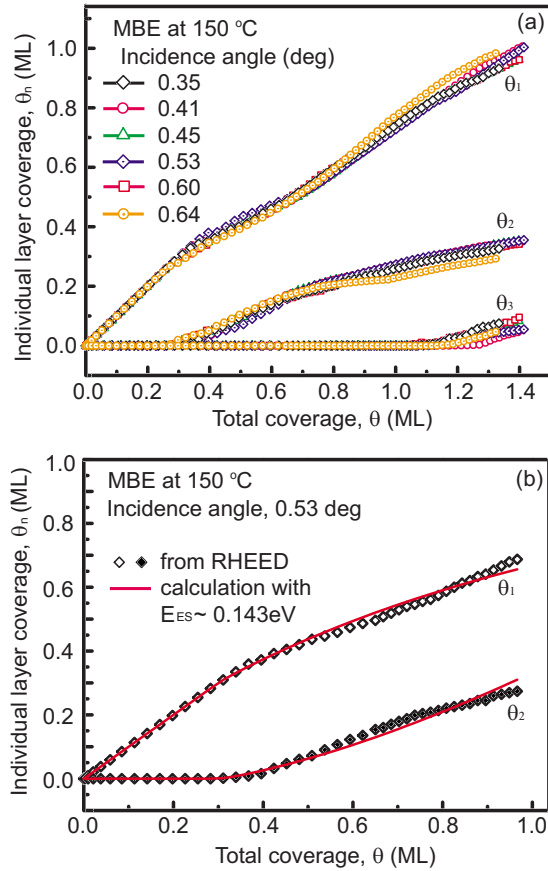 (a)
MBE at 150 ºC
Incidence angle (deg)
0.35
0.41
0.45
0.53
0.60
0.64
θ1
θ2
θ3
Individual layer coverage, θn (ML)
1.0
0.8
0.6
0.4
0.2
0.0
0.0 0.2 0.4 0.6 0.8 1.0 1.2 1.4
Total coverage, θ (ML)
(b)
MBE at 150 ºC
Incidence angle, 0.53 deg
from RHEED
calculation with
EES~ 0.143eV
θ1
θ2
Individual layer coverage, θn (ML)
1.0
0.8
0.6
0.4
0.2
0.0
0.0 0.2 0.4 0.6 0.8 1.0
Total coverage, θ (ML)